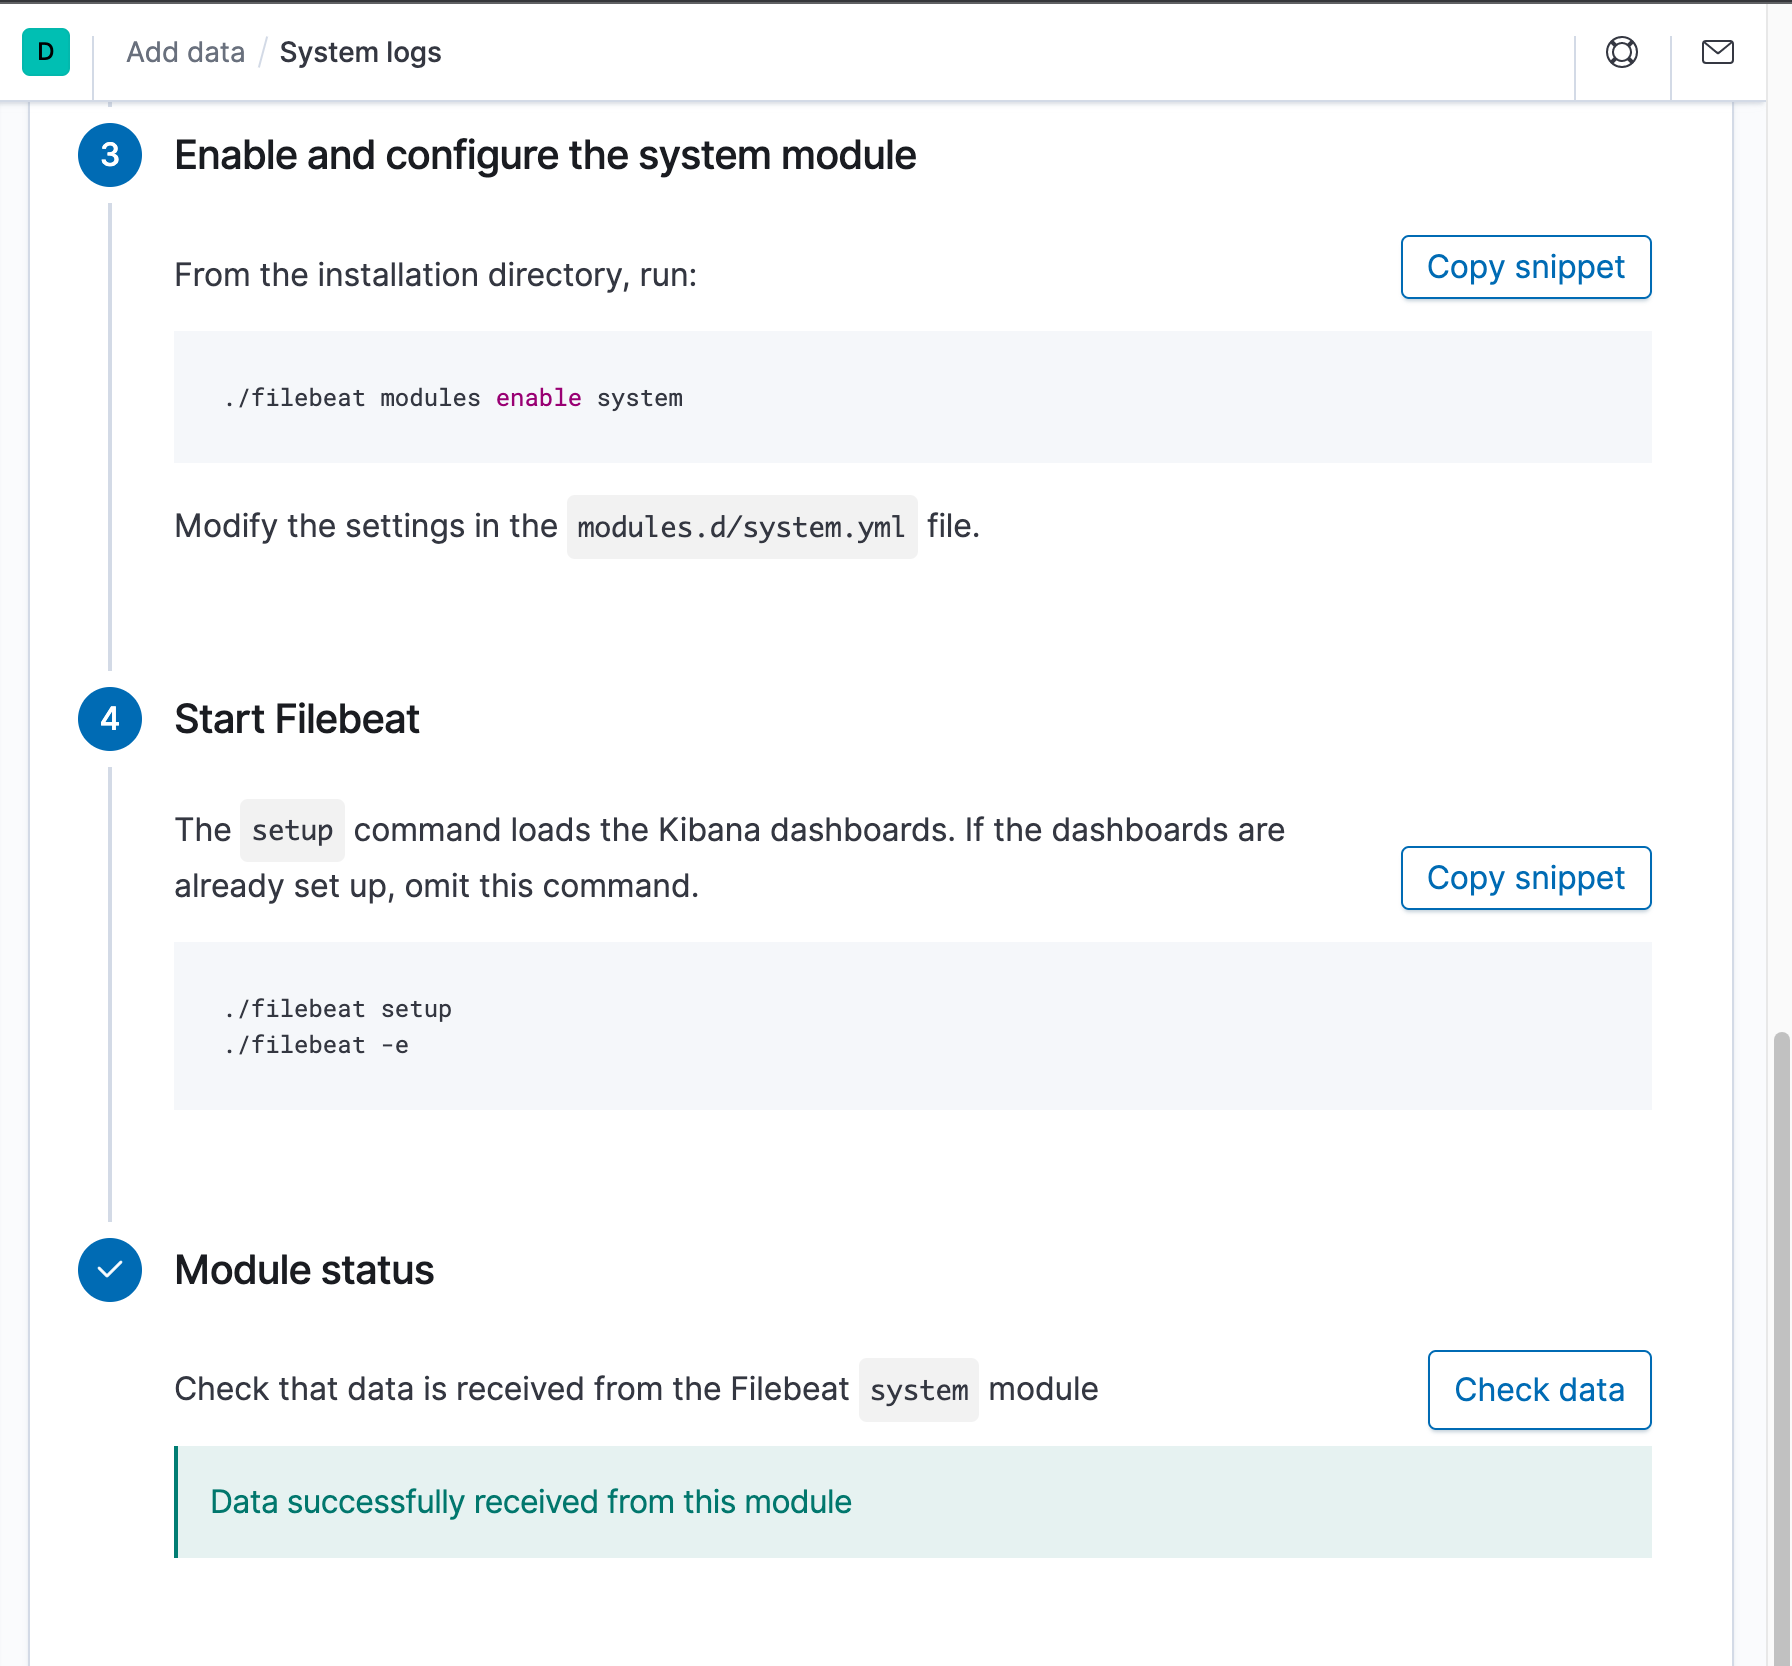 D Add data / System logs
3 Enable and configure the system module
From the installation directory, run:
Copy snippet
./filebeat modules enable system
Modify the settings in the modules.d/system.yml file.
4 Start Filebeat
The setup command loads the Kibana dashboards. If the dashboards are
already set up, omit this command.
Copy snippet
./filebeat setup
./filebeat -e
Module status
Check that data is received from the Filebeat system module
Check data
Data successfully received from this module